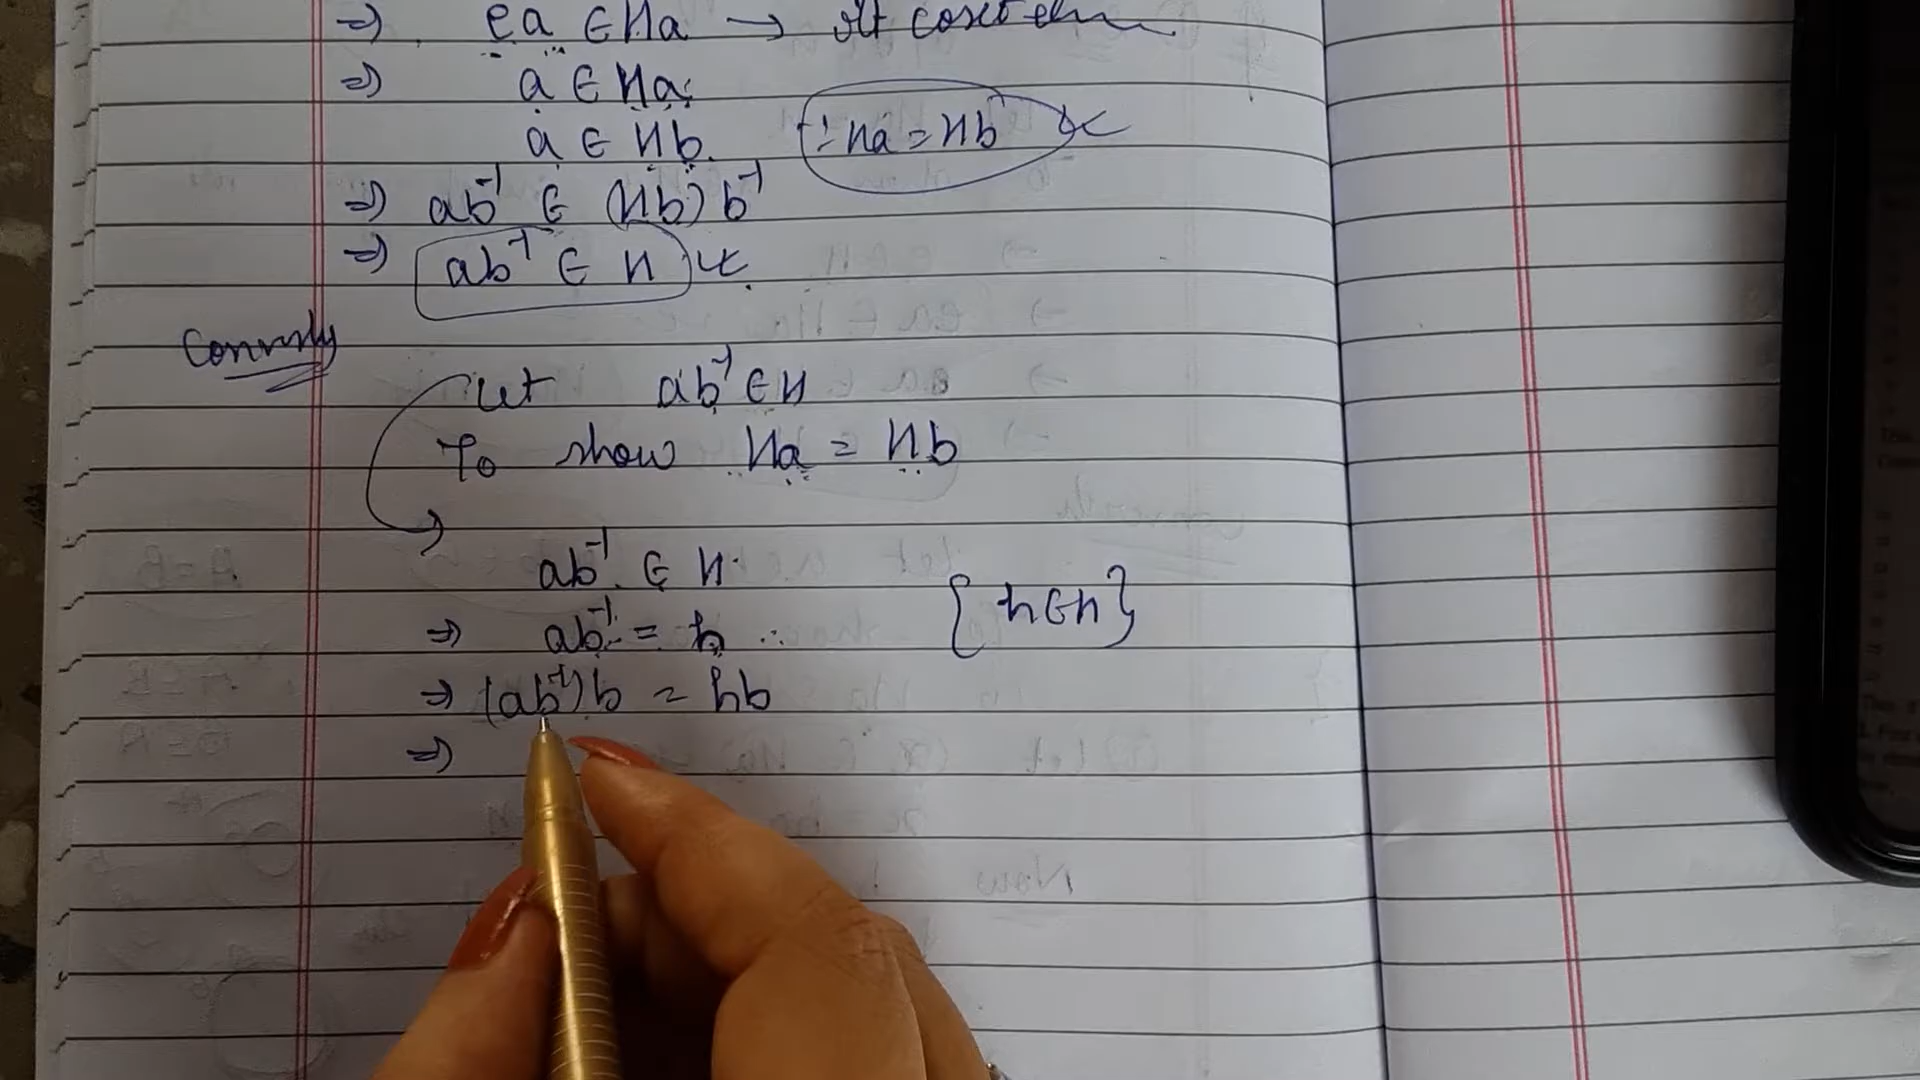 ⇒ ea ∈ Ha → rt coset
⇒ a ∈ Ha
a ∈ Hb. ∵ Ha = Hb
⇒ ab⁻¹ ∈ (Hb)b⁻¹
⇒ ab⁻¹ ∈ H
Conversly
Let ab⁻¹ ∈ H
To show Ha = Hb
ab⁻¹ ∈ H
⇒ ab⁻¹ = h {h∈H}
⇒ (ab⁻¹)b = hb
⇒